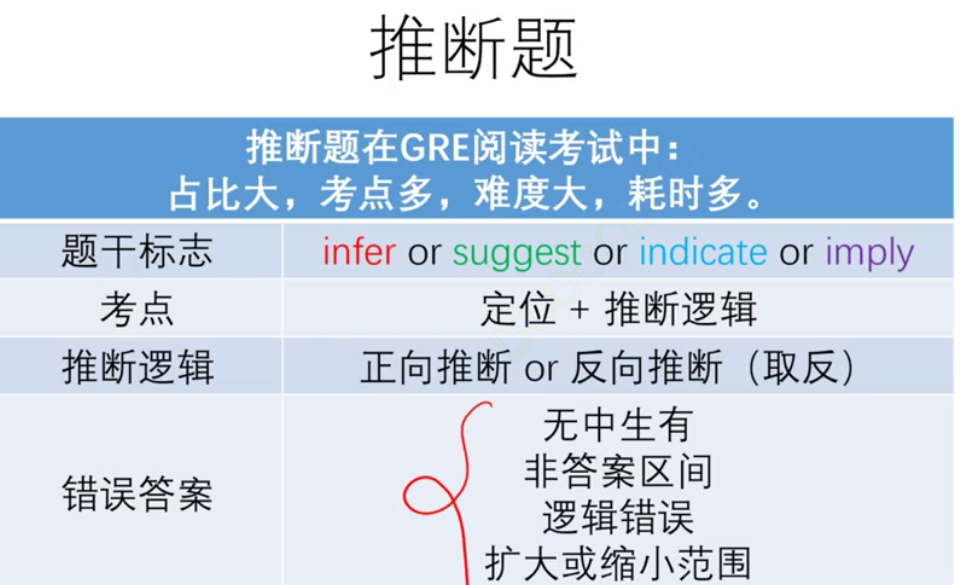 推断题
推断题在GRE阅读考试中：
占比大，考点多，难度大，耗时多。
题干标志 infer or suggest or indicate or imply
考点 定位 + 推断逻辑
推断逻辑 正向推断 or 反向推断（取反）
错误答案
无中生有
非答案区间
逻辑错误
扩大或缩小范围